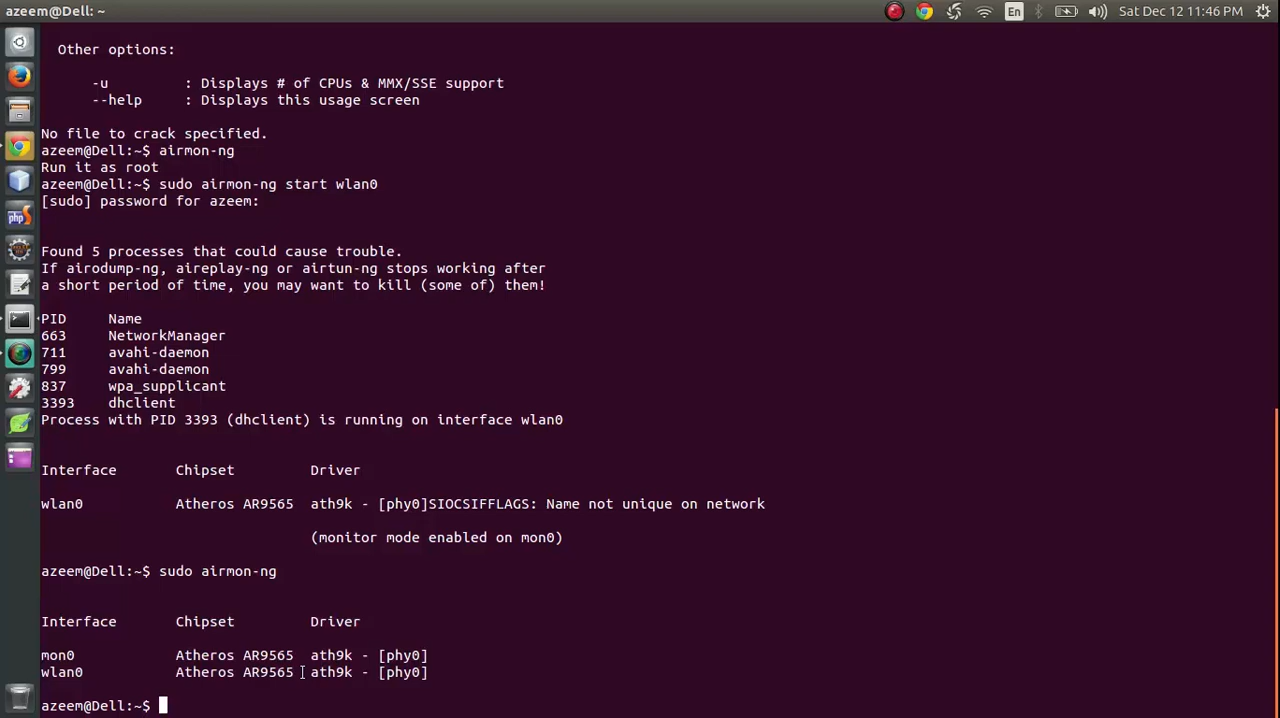 azeem@Dell: ~
En
Sat Dec 12 11:46 PM
Other options:
-u : Displays # of CPUs & MMX/SSE support
--help : Displays this usage screen
No file to crack specified.
azeem@Dell:~$ airmon-ng
Run it as root
azeem@Dell:~$ sudo airmon-ng start wlan0
[sudo] password for azeem:
Found 5 processes that could cause trouble.
If airodump-ng, aireplay-ng or airtun-ng stops working after
a short period of time, you may want to kill (some of) them!
PID Name
663 NetworkManager
711 avahi-daemon
799 avahi-daemon
837 wpa_supplicant
3393 dhclient
Process with PID 3393 (dhclient) is running on interface wlan0
Interface Chipset Driver
wlan0 Atheros AR9565 ath9k - [phy0]SIOCSIFFLAGS: Name not unique on network
(monitor mode enabled on mon0)
azeem@Dell:~$ sudo airmon-ng
Interface Chipset Driver
mon0 Atheros AR9565 ath9k - [phy0]
wlan0 Atheros AR9565 ath9k - [phy0]
azeem@Dell:~$
php